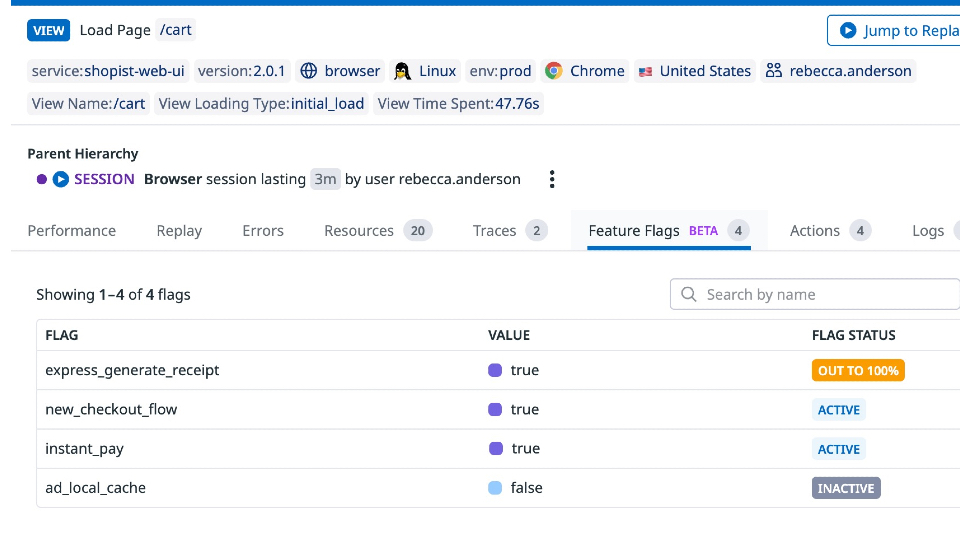 VIEW Load Page /cart Jump to Repla
service:shopist-web-ui version:2.0.1 browser Linux env:prod Chrome United States rebecca.anderson
View Name:/cart View Loading Type:initial_load View Time Spent:47.76s
Parent Hierarchy
SESSION Browser session lasting 3m by user rebecca.anderson
Performance Replay Errors Resources 20 Traces 2 Feature Flags BETA 4 Actions 4 Logs
Showing 1–4 of 4 flags Search by name
FLAG VALUE FLAG STATUS
express_generate_receipt true OUT TO 100%
new_checkout_flow true ACTIVE
instant_pay true ACTIVE
ad_local_cache false INACTIVE